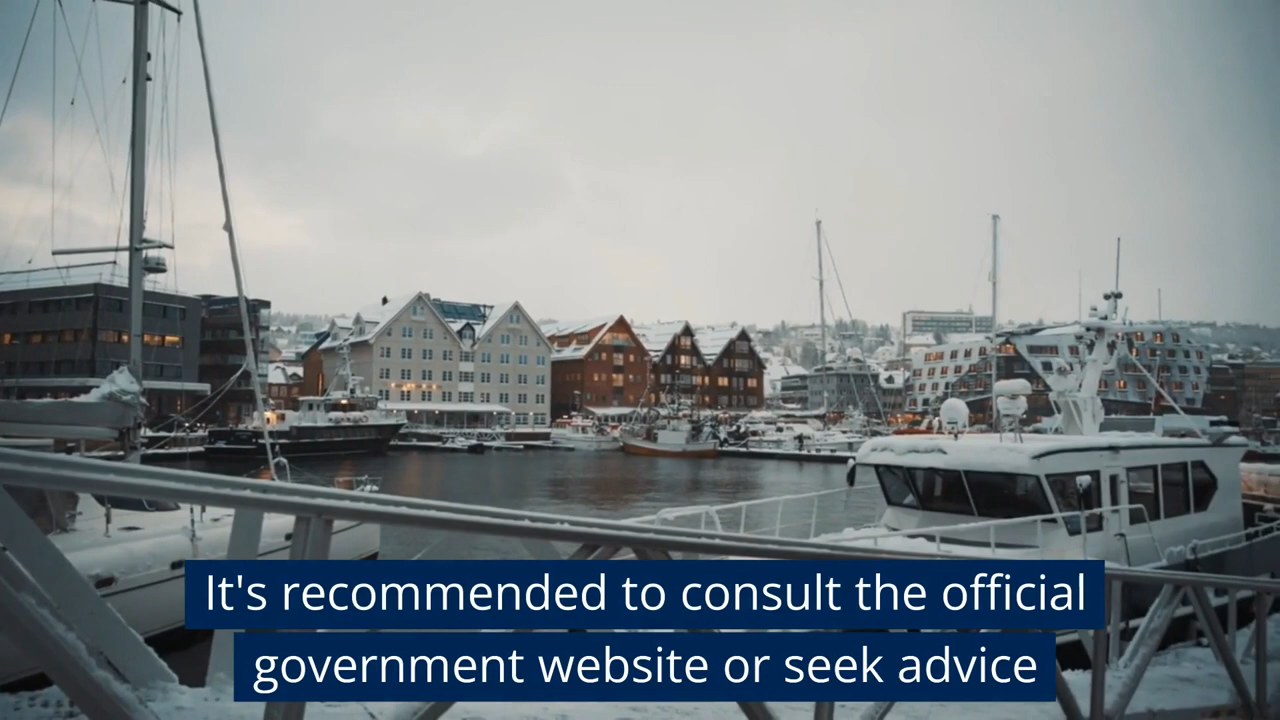 It's recommended to consult the official
government website or seek advice